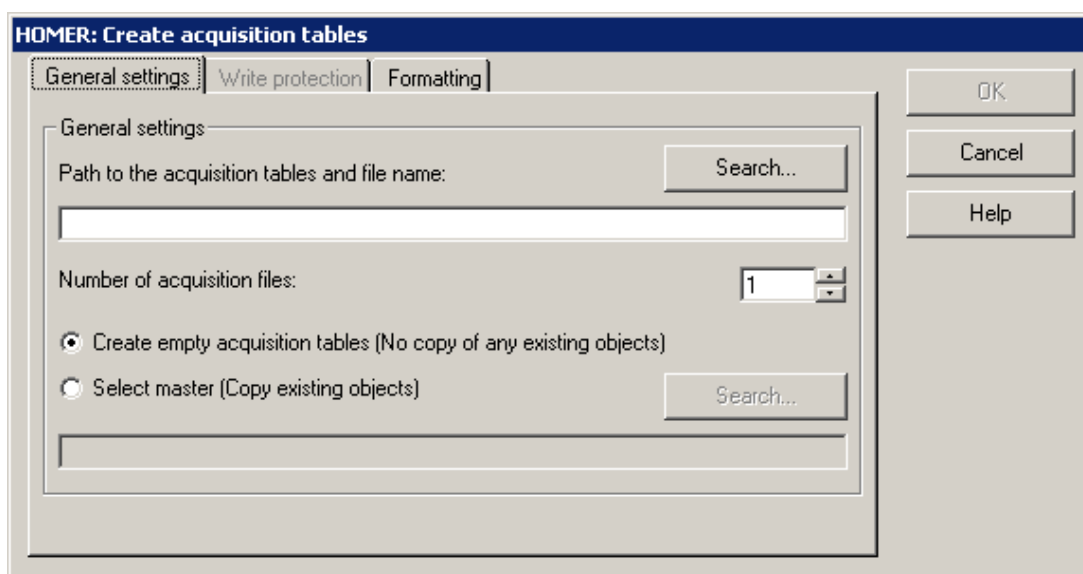 HOMER: Create acquisition tables
General settings
Write protection
Formatting
OK
Cancel
Help
General settings
Path to the acquisition tables and file name:
Search...
Number of acquisition files:
1
Create empty acquisition tables (No copy of any existing objects)
Select master (Copy existing objects)
Search...